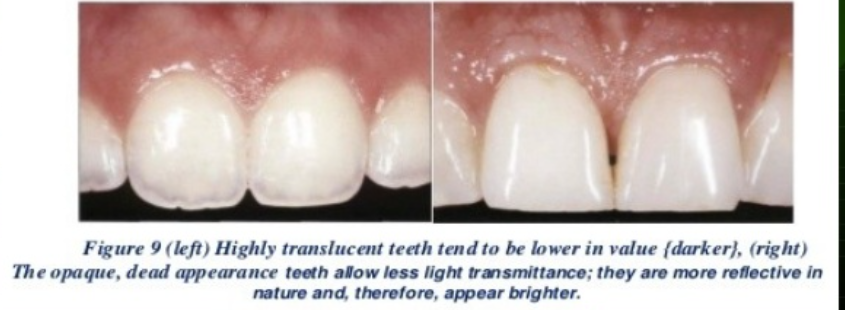 Figure 9 (left) Highly translucent teeth tend to be lower in value {darker}, (right)
The opaque, dead appearance teeth allow less light transmittance; they are more reflective in
nature and, therefore, appear brighter.